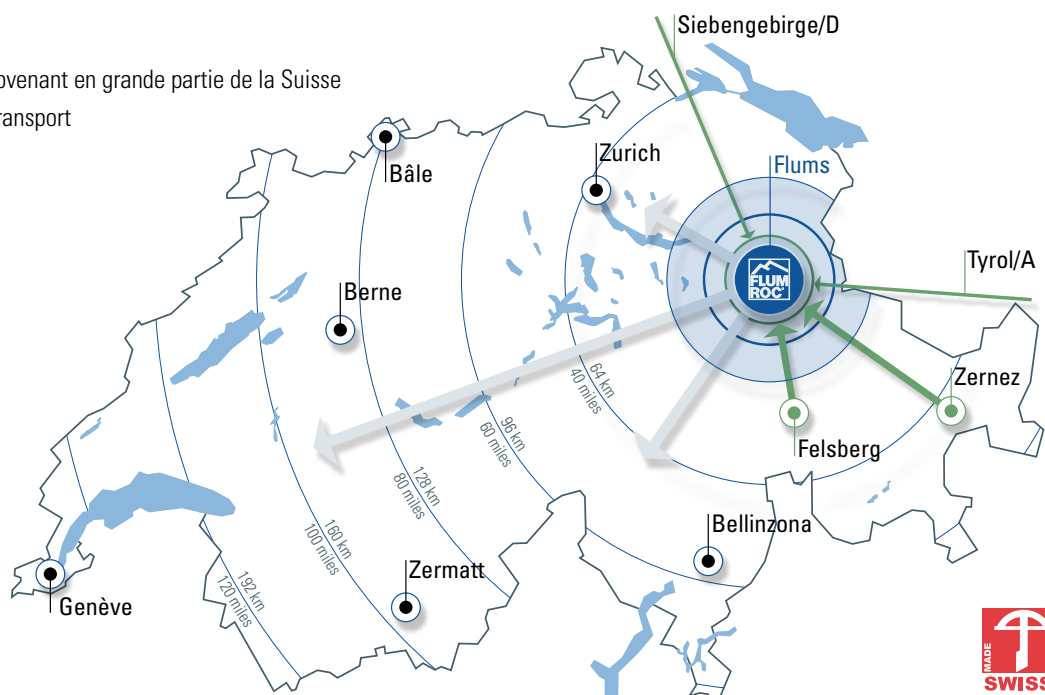 Siebengebirge/D
ovenant en grande partie de la Suisse
ransport
Bâle
Zurich
Flums
FLUM
ROC
Tyrol/A
Berne
64 km
40 miles
Zernez
96 km
60 miles
Felsberg
128 km
80 miles
160 km
100 miles
Bellinzona
Zermatt
192 km
120 miles
Genève
MADE
SWISS